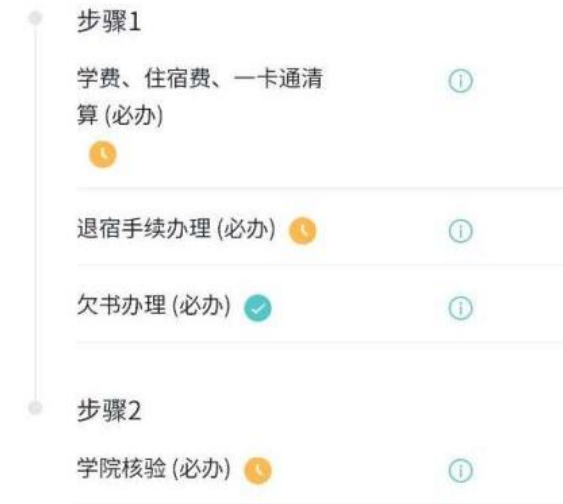 步骤1
学费、住宿费、一卡通清
算 (必办)
退宿手续办理 (必办)
欠书办理 (必办)
步骤2
学院核验 (必办)